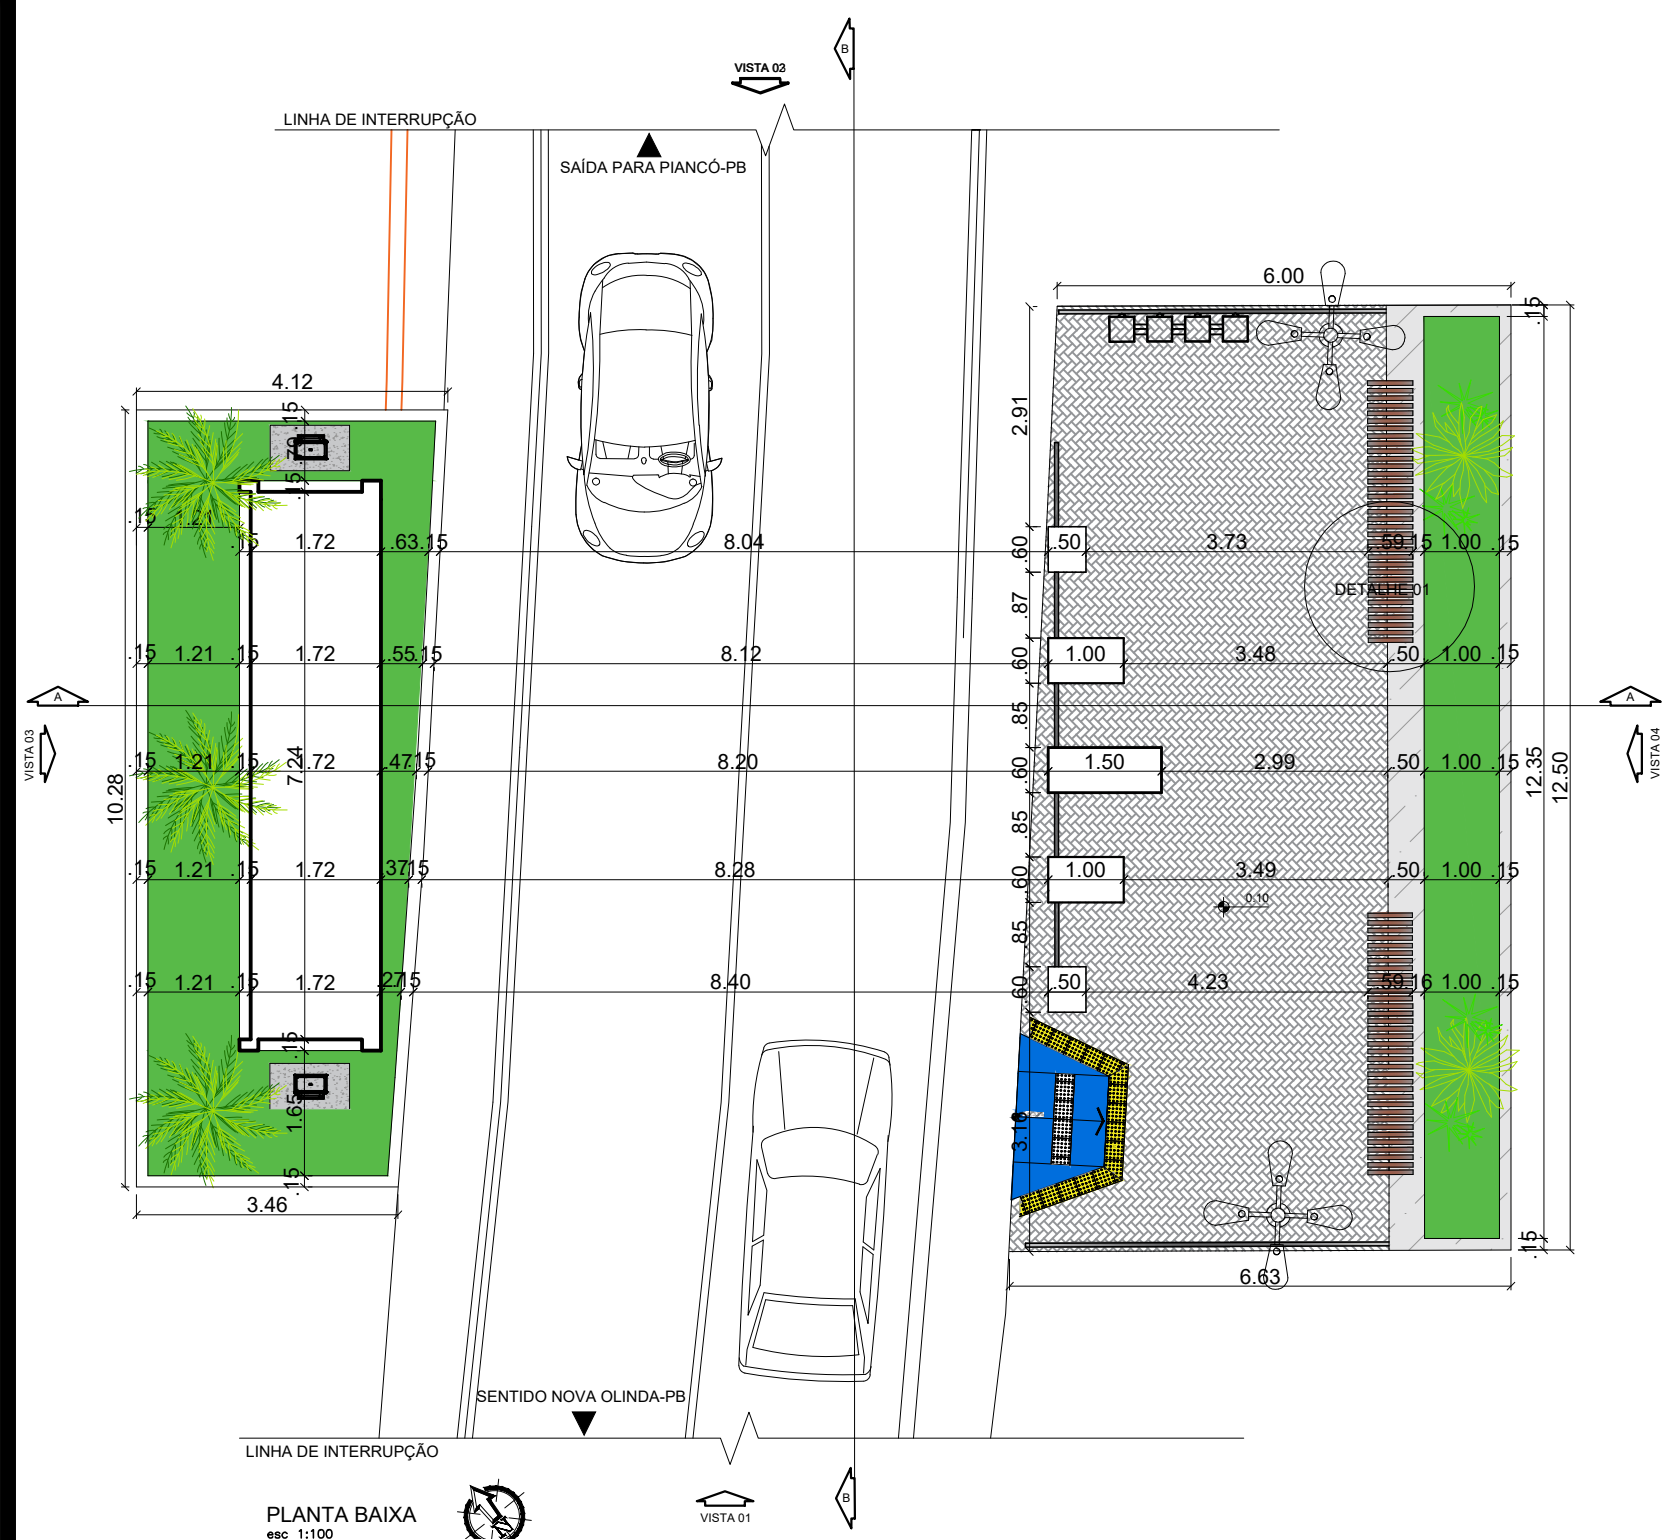 B
VISTA 02
LINHA DE INTERRUPÇÃO
SAÍDA PARA PIANCÓ-PB
6.00
.15
4.12
.15
2.91
.15
.15
.15 1.72 .63 .15 8.04 .60 .50 3.73 .59 .15 1.00 .15
DETALHE 01
.87
.15 1.21 .15 1.72 .55 .15 8.12 .60 1.00 3.48 .50 1.00 .15
A
A
.85
VISTA 03
VISTA 04
.15 1.21 .15 7.24 1.72 .47 .15 8.20 .60 1.50 2.99 .50 1.00 .15
10.28
12.35
12.50
.85
.15 1.21 .15 1.72 .37 .15 8.28 .60 1.00 3.49 .50 1.00 .15
0.10
.85
.15 1.21 .15 1.72 .27 .15 8.40 .60 .50 4.23 .59 .16 1.00 .15
.15
1.65
.15
3.46
.15
6.63
SENTIDO NOVA OLINDA-PB
LINHA DE INTERRUPÇÃO
PLANTA BAIXA
esc 1:100
N
VISTA 01
B